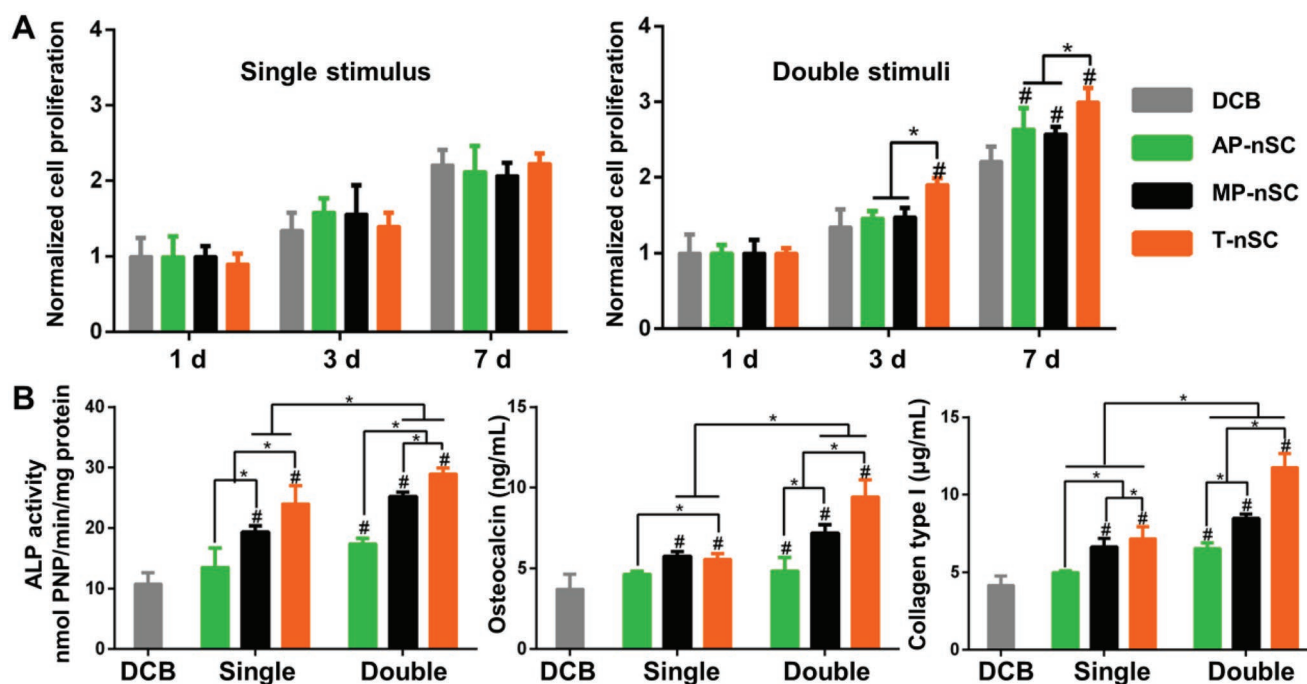 A
Normalized cell proliferation
4
3
2
1
0
Single stimulus
1 d
3 d
7 d
Normalized cell proliferation
4
3
2
1
0
Double stimuli
*
#
#
#
*
#
1 d
3 d
7 d
DCB
AP-nSC
MP-nSC
T-nSC
B
ALP activity
nmol PNP/min/mg protein
40
30
20
10
0
*
*
*
*
*
#
#
#
#
#
DCB
Single
Double
Osteocalcin (ng/mL)
15
10
5
0
*
*
*
*
#
#
#
#
#
DCB
Single
Double
Collagen type I (µg/mL)
15
10
5
0
*
*
*
*
*
#
#
#
#
#
DCB
Single
Double